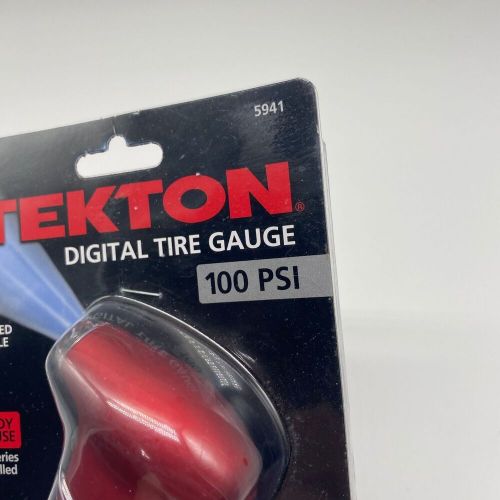 5941
TEKTON®
DIGITAL TIRE GAUGE
100 PSI